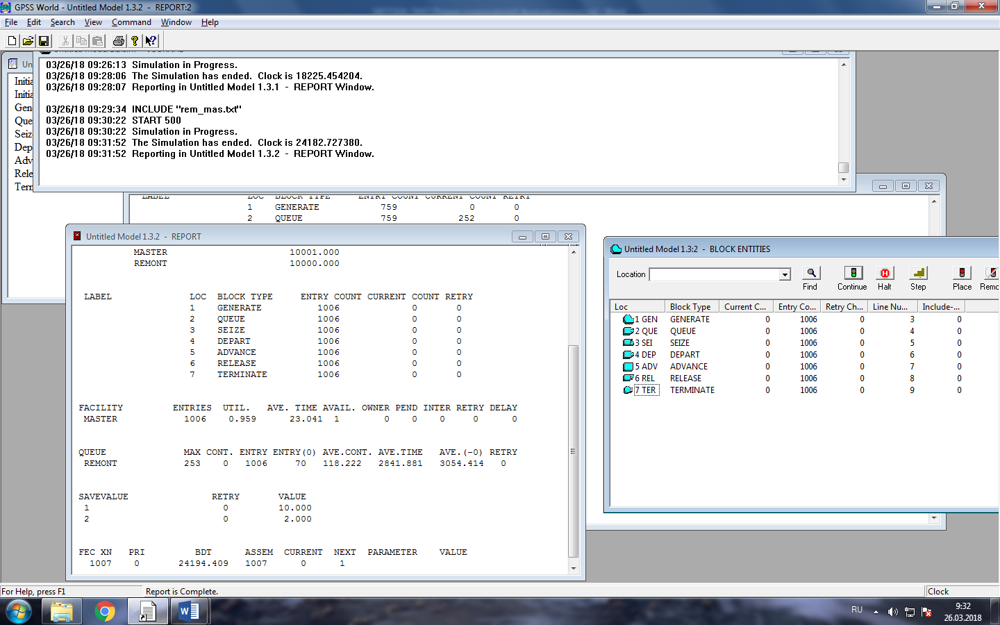 GPSS World - Untitled Model 1.3.2 - REPORT:2
File Edit Search View Command Window Help
03/26/18 09:26:13 Simulation in Progress.
03/26/18 09:28:06 The Simulation has ended. Clock is 18225.454204.
03/26/18 09:28:07 Reporting in Untitled Model 1.3.1 - REPORT Window.
03/26/18 09:29:34 INCLUDE "rem_mas.txt"
03/26/18 09:30:22 START 500
03/26/18 09:30:22 Simulation in Progress.
03/26/18 09:31:52 The Simulation has ended. Clock is 24182.727380.
03/26/18 09:31:52 Reporting in Untitled Model 1.3.2 - REPORT Window.
Un
Initia
Initia
Gene
Que
Seize
Dep
Adv
Rele
Term
LABEL LOC BLOCK TYPE ENTRY COUNT CURRENT COUNT RETRY
1 GENERATE 759 0 0
2 QUEUE 759 252 0
Untitled Model 1.3.2 - REPORT
MASTER 10001.000
REMONT 10000.000
LABEL LOC BLOCK TYPE ENTRY COUNT CURRENT COUNT RETRY
1 GENERATE 1006 0 0
2 QUEUE 1006 0 0
3 SEIZE 1006 0 0
4 DEPART 1006 0 0
5 ADVANCE 1006 0 0
6 RELEASE 1006 0 0
7 TERMINATE 1006 0 0
FACILITY ENTRIES UTIL. AVE. TIME AVAIL. OWNER PEND INTER RETRY DELAY
MASTER 1006 0.959 23.041 1 0 0 0 0 0
QUEUE MAX CONT. ENTRY ENTRY(0) AVE.CONT. AVE.TIME AVE.(-0) RETRY
REMONT 253 0 1006 70 118.222 2841.881 3054.414 0
SAVEVALUE RETRY VALUE
1 0 10.000
2 0 2.000
FEC XN PRI BDT ASSEM CURRENT NEXT PARAMETER VALUE
1007 0 24194.409 1007 0 1
Untitled Model 1.3:2 - BLOCK ENTITIES
Location
Find Continue Halt Step Place Remo
Loc Block Type Current C... Entry Co... Retry Ch... Line Nu... Include-...
1 GEN GENERATE 0 1006 0 3 0
2 QUE QUEUE 0 1006 0 4 0
3 SEI SEIZE 0 1006 0 5 0
4 DEP DEPART 0 1006 0 6 0
5 ADV ADVANCE 0 1006 0 7 0
6 REL RELEASE 0 1006 0 8 0
7 TER TERMINATE 0 1006 0 9 0
For Help, press F1 Report is Complete. Clock
RU 9:32
26.03.2018